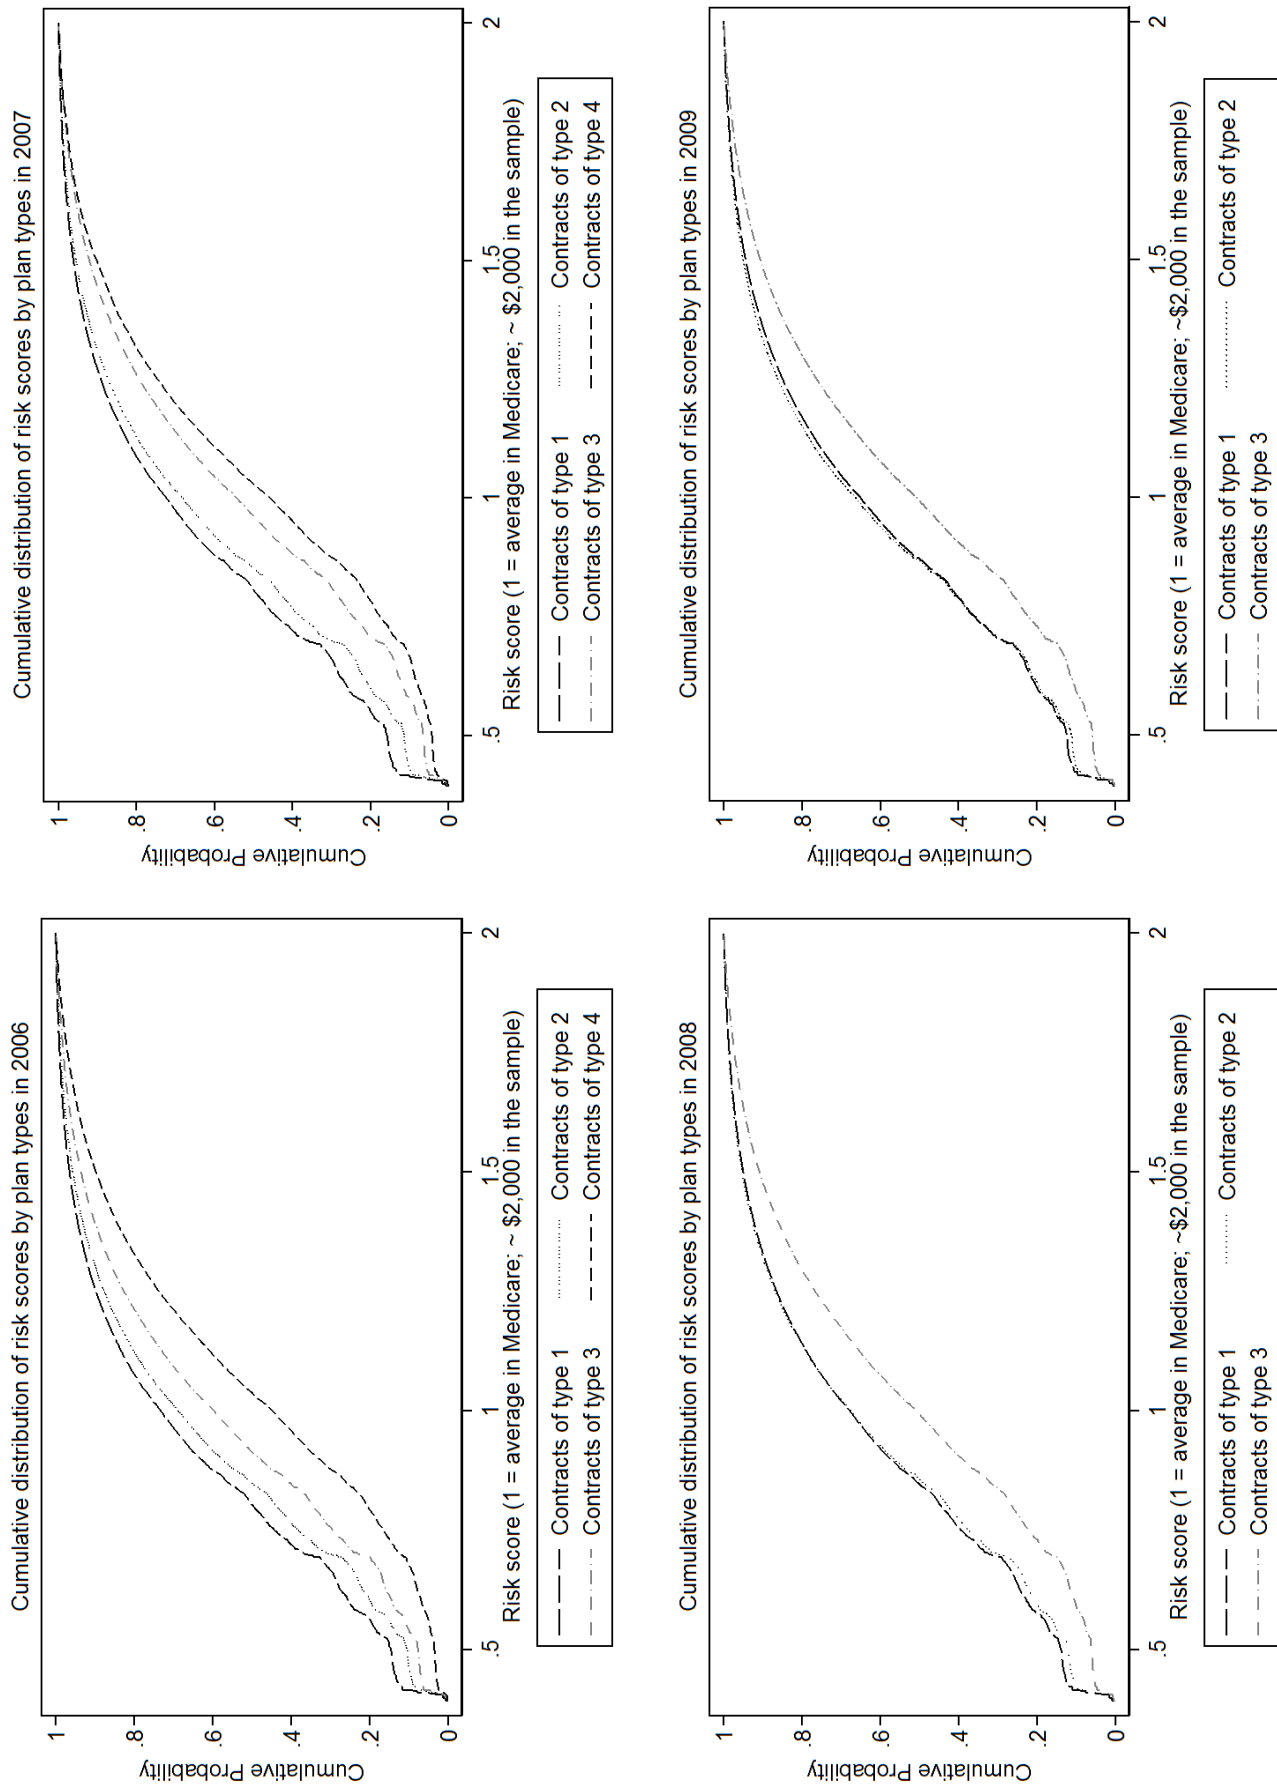 Cumulative distribution of risk scores by plan types in 2006
Cumulative Probability
1
.8
.6
.4
.2
0
.5
1
1.5
2
Risk score (1 = average in Medicare; ~ $2,000 in the sample)
Contracts of type 1
Contracts of type 2
Contracts of type 3
Contracts of type 4
Cumulative distribution of risk scores by plan types in 2007
Cumulative Probability
1
.8
.6
.4
.2
0
.5
1
1.5
2
Risk score (1 = average in Medicare; ~ $2,000 in the sample)
Contracts of type 1
Contracts of type 2
Contracts of type 3
Contracts of type 4
Cumulative distribution of risk scores by plan types in 2008
Cumulative Probability
1
.8
.6
.4
.2
0
.5
1
1.5
2
Risk score (1 = average in Medicare; ~$2,000 in the sample)
Contracts of type 1
Contracts of type 2
Contracts of type 3
Cumulative distribution of risk scores by plan types in 2009
Cumulative Probability
1
.8
.6
.4
.2
0
.5
1
1.5
2
Risk score (1 = average in Medicare; ~$2,000 in the sample)
Contracts of type 1
Contracts of type 2
Contracts of type 3